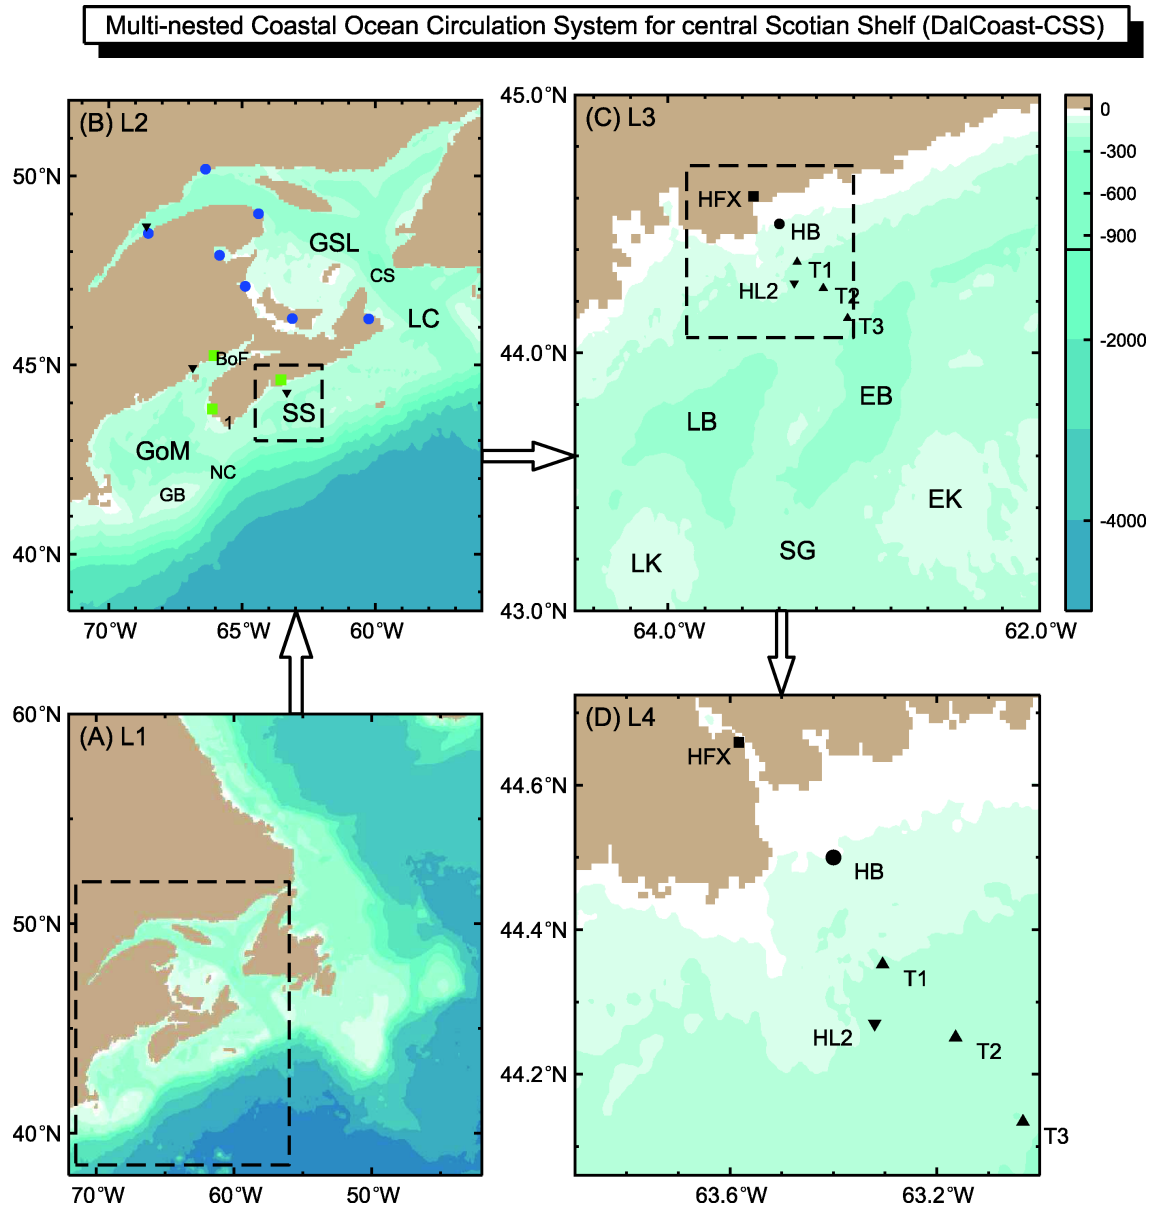 Multi-nested Coastal Ocean Circulation System for central Scotian Shelf (DalCoast-CSS)
(B) L2
50°N
45°N
40°N
70°W
65°W
60°W
GSL
CS
LC
BoF
SS
1
GoM
NC
GB
(C) L3
45.0°N
44.0°N
43.0°N
64.0°W
62.0°W
HFX
HB
T1
HL2
T2
T3
EB
LB
EK
SG
LK
0
-300
-600
-900
-2000
-4000
(A) L1
60°N
50°N
40°N
70°W
60°W
50°W
(D) L4
HFX
44.6°N
HB
44.4°N
T1
HL2
T2
44.2°N
T3
63.6°W
63.2°W